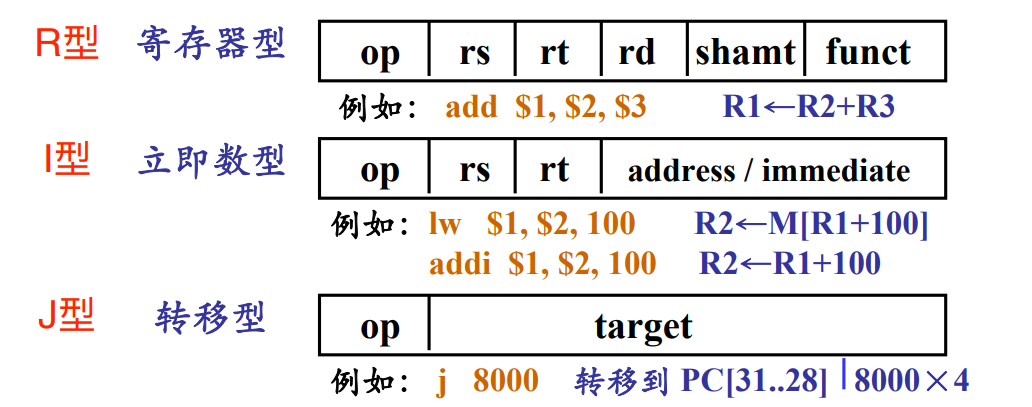 R型 寄存器型 op rs rt rd shamt funct
例如： add $1, $2, $3 R1←R2+R3
I型 立即数型 op rs rt address / immediate
例如： lw $1, $2, 100 R2←M[R1+100]
addi $1, $2, 100 R2←R1+100
J型 转移型 op target
例如： j 8000 转移到 PC[31..28] | 8000×4